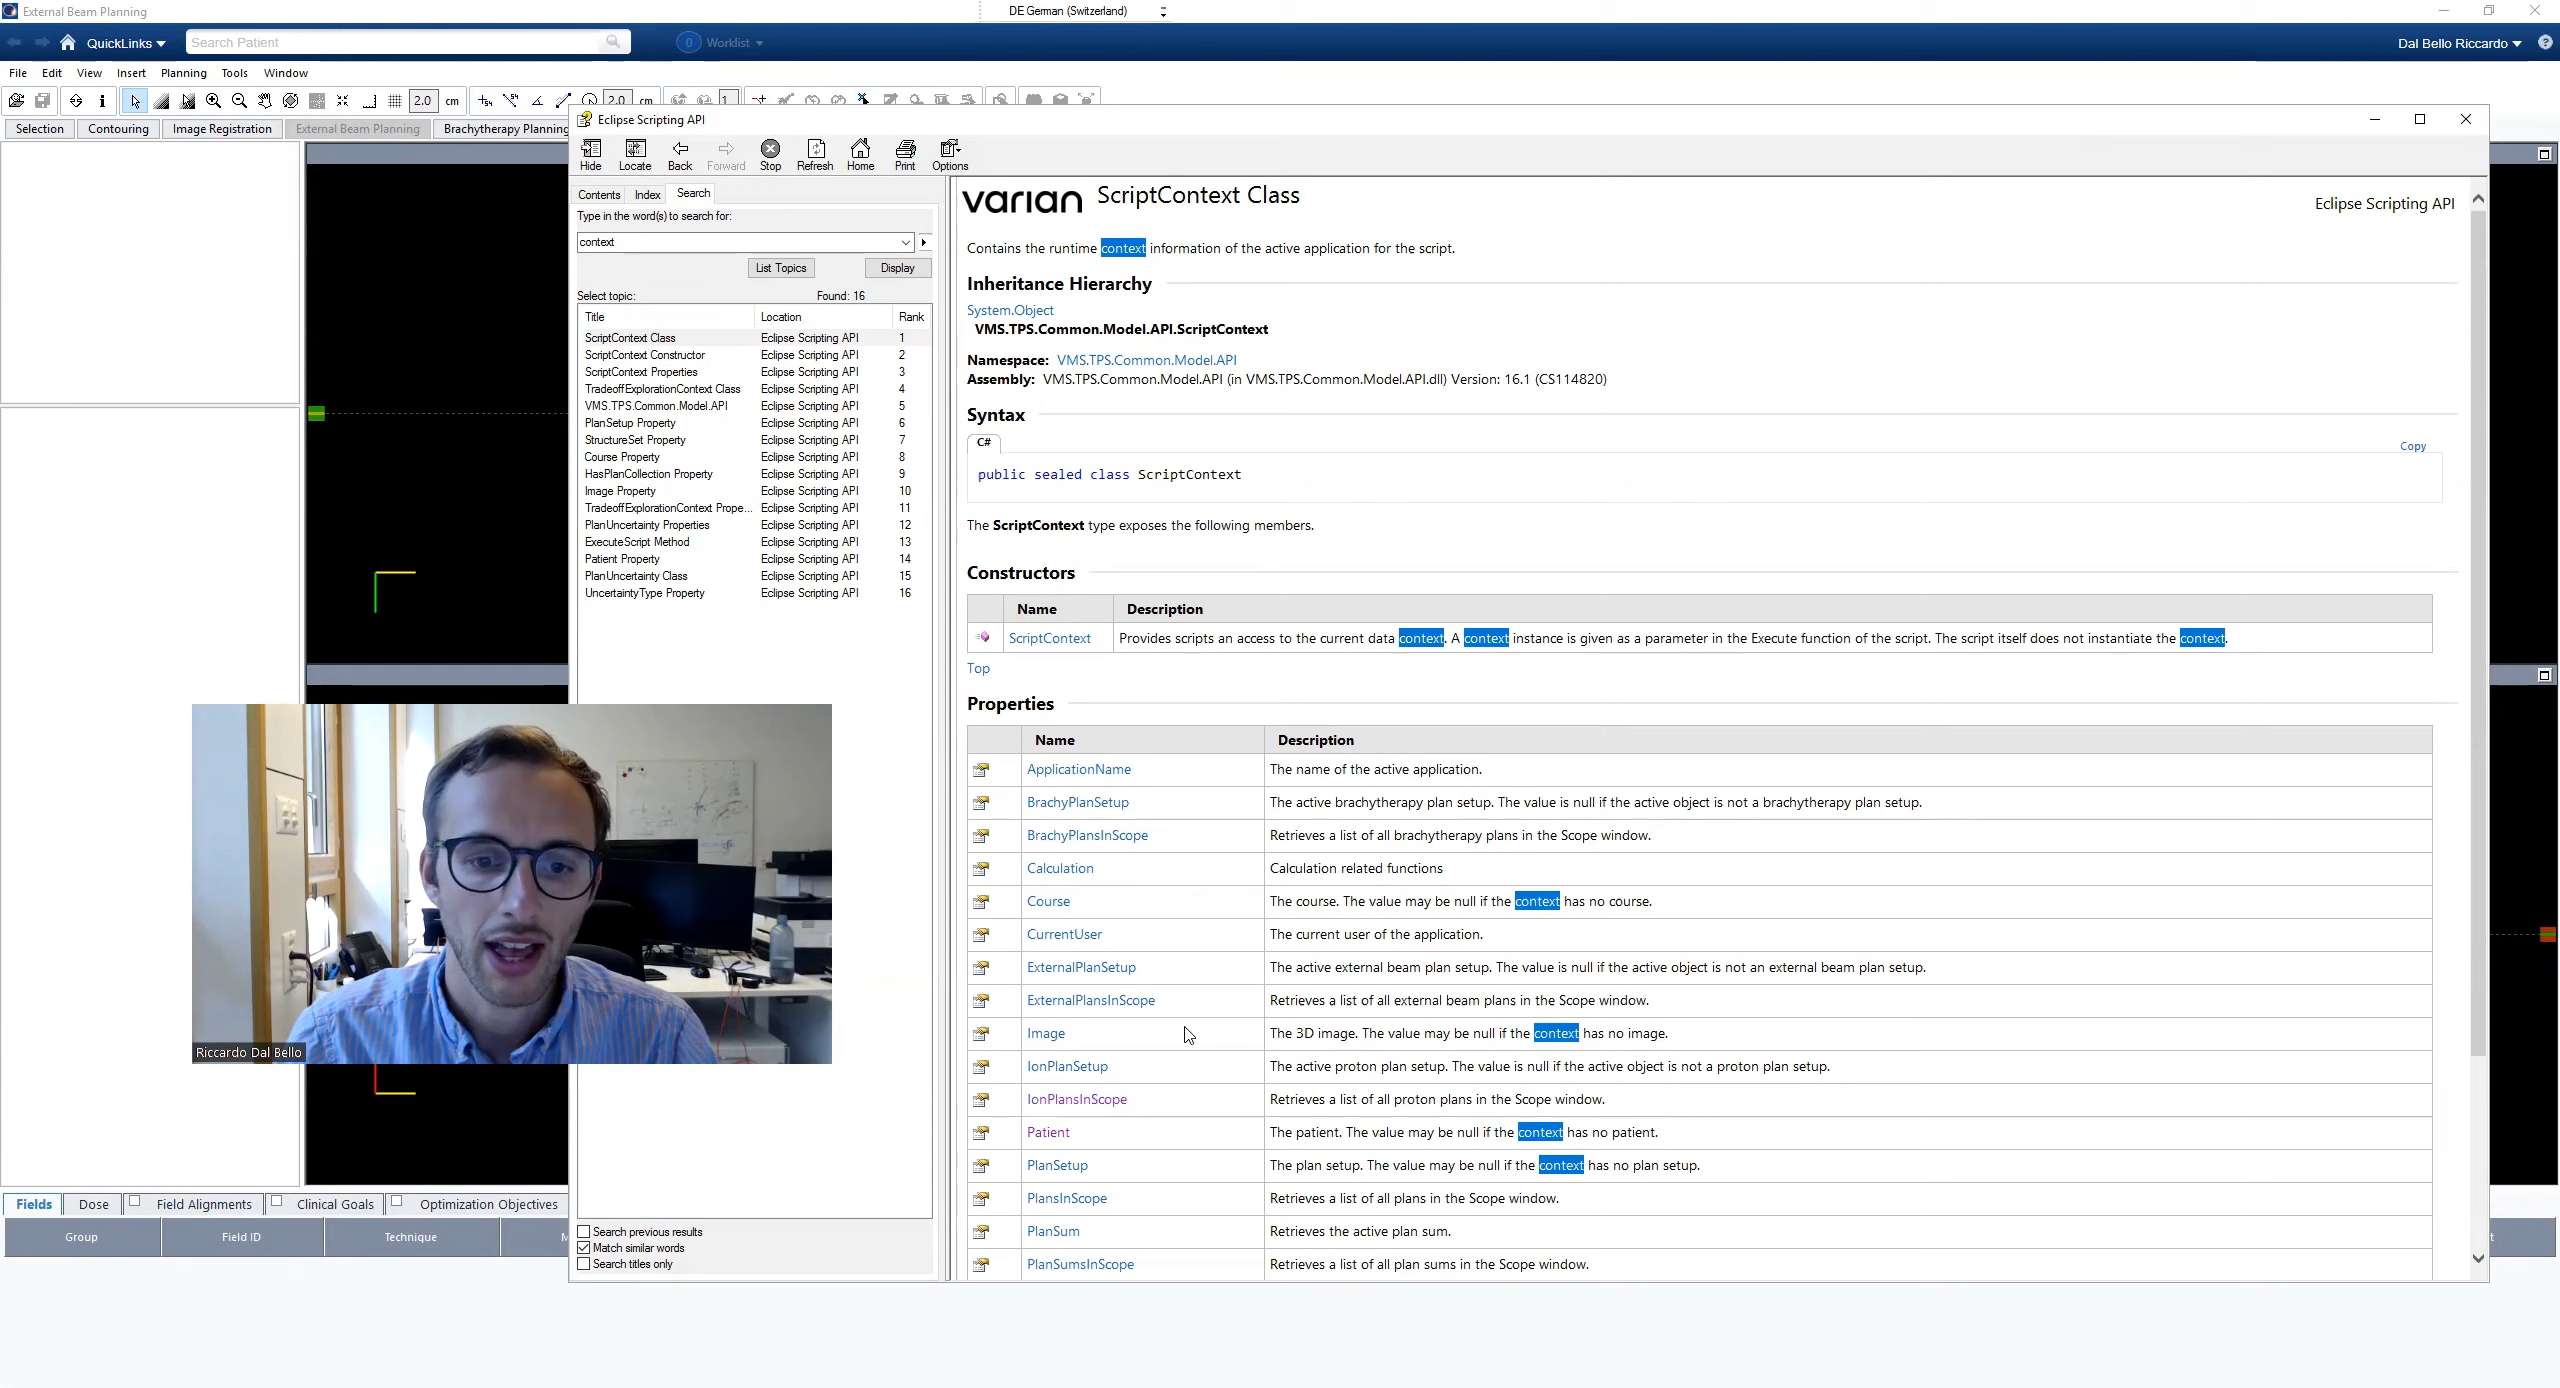 External Beam Planning
DE German (Switzerland)
QuickLinks
Search Patient
0 Worklist
Dal Bello Riccardo
File Edit View Insert Planning Tools Window
2.0 cm
2.0 cm
1
Selection Contouring Image Registration External Beam Planning Brachytherapy Planning
Eclipse Scripting API
Hide Locate Back Forward Stop Refresh Home Print Options
Contents Index Search
Type in the word(s) to search for:
context
List Topics Display
Select topic: Found: 16
Title Location Rank
ScriptContext Class Eclipse Scripting API 1
ScriptContext Constructor Eclipse Scripting API 2
ScriptContext Properties Eclipse Scripting API 3
TradeoffExplorationContext Class Eclipse Scripting API 4
VMS.TPS.Common.Model.API Eclipse Scripting API 5
PlanSetup Property Eclipse Scripting API 6
StructureSet Property Eclipse Scripting API 7
Course Property Eclipse Scripting API 8
HasPlanCollection Property Eclipse Scripting API 9
Image Property Eclipse Scripting API 10
TradeoffExplorationContext Prope... Eclipse Scripting API 11
PlanUncertainty Properties Eclipse Scripting API 12
ExecuteScript Method Eclipse Scripting API 13
Patient Property Eclipse Scripting API 14
PlanUncertainty Class Eclipse Scripting API 15
UncertaintyType Property Eclipse Scripting API 16
Search previous results
Match similar words
Search titles only
varian ScriptContext Class
Eclipse Scripting API
Contains the runtime context information of the active application for the script.
Inheritance Hierarchy
System.Object
VMS.TPS.Common.Model.API.ScriptContext
Namespace: VMS.TPS.Common.Model.API
Assembly: VMS.TPS.Common.Model.API (in VMS.TPS.Common.Model.API.dll) Version: 16.1 (CS114820)
Syntax
C#
Copy
public sealed class ScriptContext
The ScriptContext type exposes the following members.
Constructors
Name Description
ScriptContext Provides scripts an access to the current data context. A context instance is given as a parameter in the Execute function of the script. The script itself does not instantiate the context.
Top
Properties
Name Description
ApplicationName The name of the active application.
BrachyPlanSetup The active brachytherapy plan setup. The value is null if the active object is not a brachytherapy plan setup.
BrachyPlansInScope Retrieves a list of all brachytherapy plans in the Scope window.
Calculation Calculation related functions
Course The course. The value may be null if the context has no course.
CurrentUser The current user of the application.
ExternalPlanSetup The active external beam plan setup. The value is null if the active object is not an external beam plan setup.
ExternalPlansInScope Retrieves a list of all external beam plans in the Scope window.
Image The 3D image. The value may be null if the context has no image.
IonPlanSetup The active proton plan setup. The value is null if the active object is not a proton plan setup.
IonPlansInScope Retrieves a list of all proton plans in the Scope window.
Patient The patient. The value may be null if the context has no patient.
PlanSetup The plan setup. The value may be null if the context has no plan setup.
PlansInScope Retrieves a list of all plans in the Scope window.
PlanSum Retrieves the active plan sum.
PlanSumsInScope Retrieves a list of all plan sums in the Scope window.
Riccardo Dal Bello
Fields Dose Field Alignments Clinical Goals Optimization Objectives
Group Field ID Technique M
t